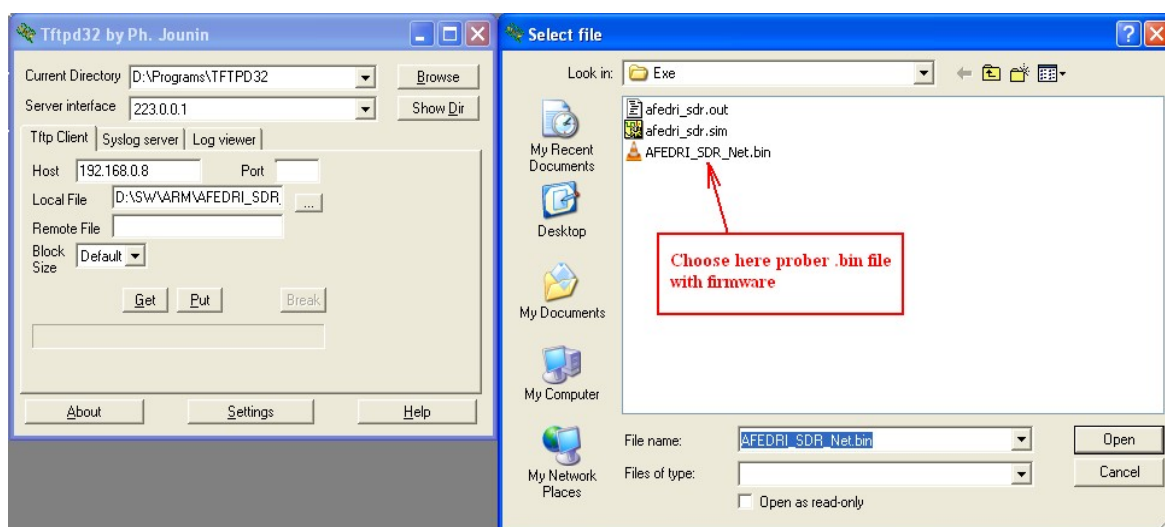 Tftpd32 by Ph. Jounin
Current Directory D:\Programs\TFTPD32 Browse
Server interface 223.0.0.1 Show Dir
Tftp Client Syslog server Log viewer
Host 192.168.0.8 Port
Local File D:\SW\ARM\AFEDRI_SDR_ ...
Remote File
Block
Size Default
Get Put Break
About Settings Help
Select file
Look in: Exe
My Recent
Documents
Desktop
My Documents
My Computer
My Network
Places
afedri_sdr.out
afedri_sdr.sim
AFEDRI_SDR_Net.bin
Choose here prober .bin file
with firmware
File name: AFEDRI_SDR_Net.bin Open
Files of type: Cancel
Open as read-only